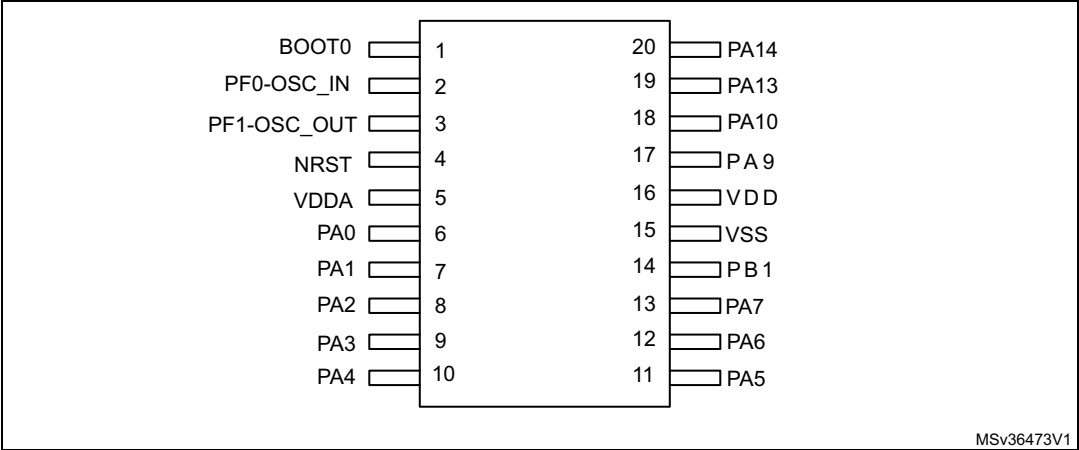 BOOT0 1 20 PA14
PF0-OSC_IN 2 19 PA13
PF1-OSC_OUT 3 18 PA10
NRST 4 17 PA9
VDDA 5 16 VDD
PA0 6 15 VSS
PA1 7 14 PB1
PA2 8 13 PA7
PA3 9 12 PA6
PA4 10 11 PA5
MSv36473V1